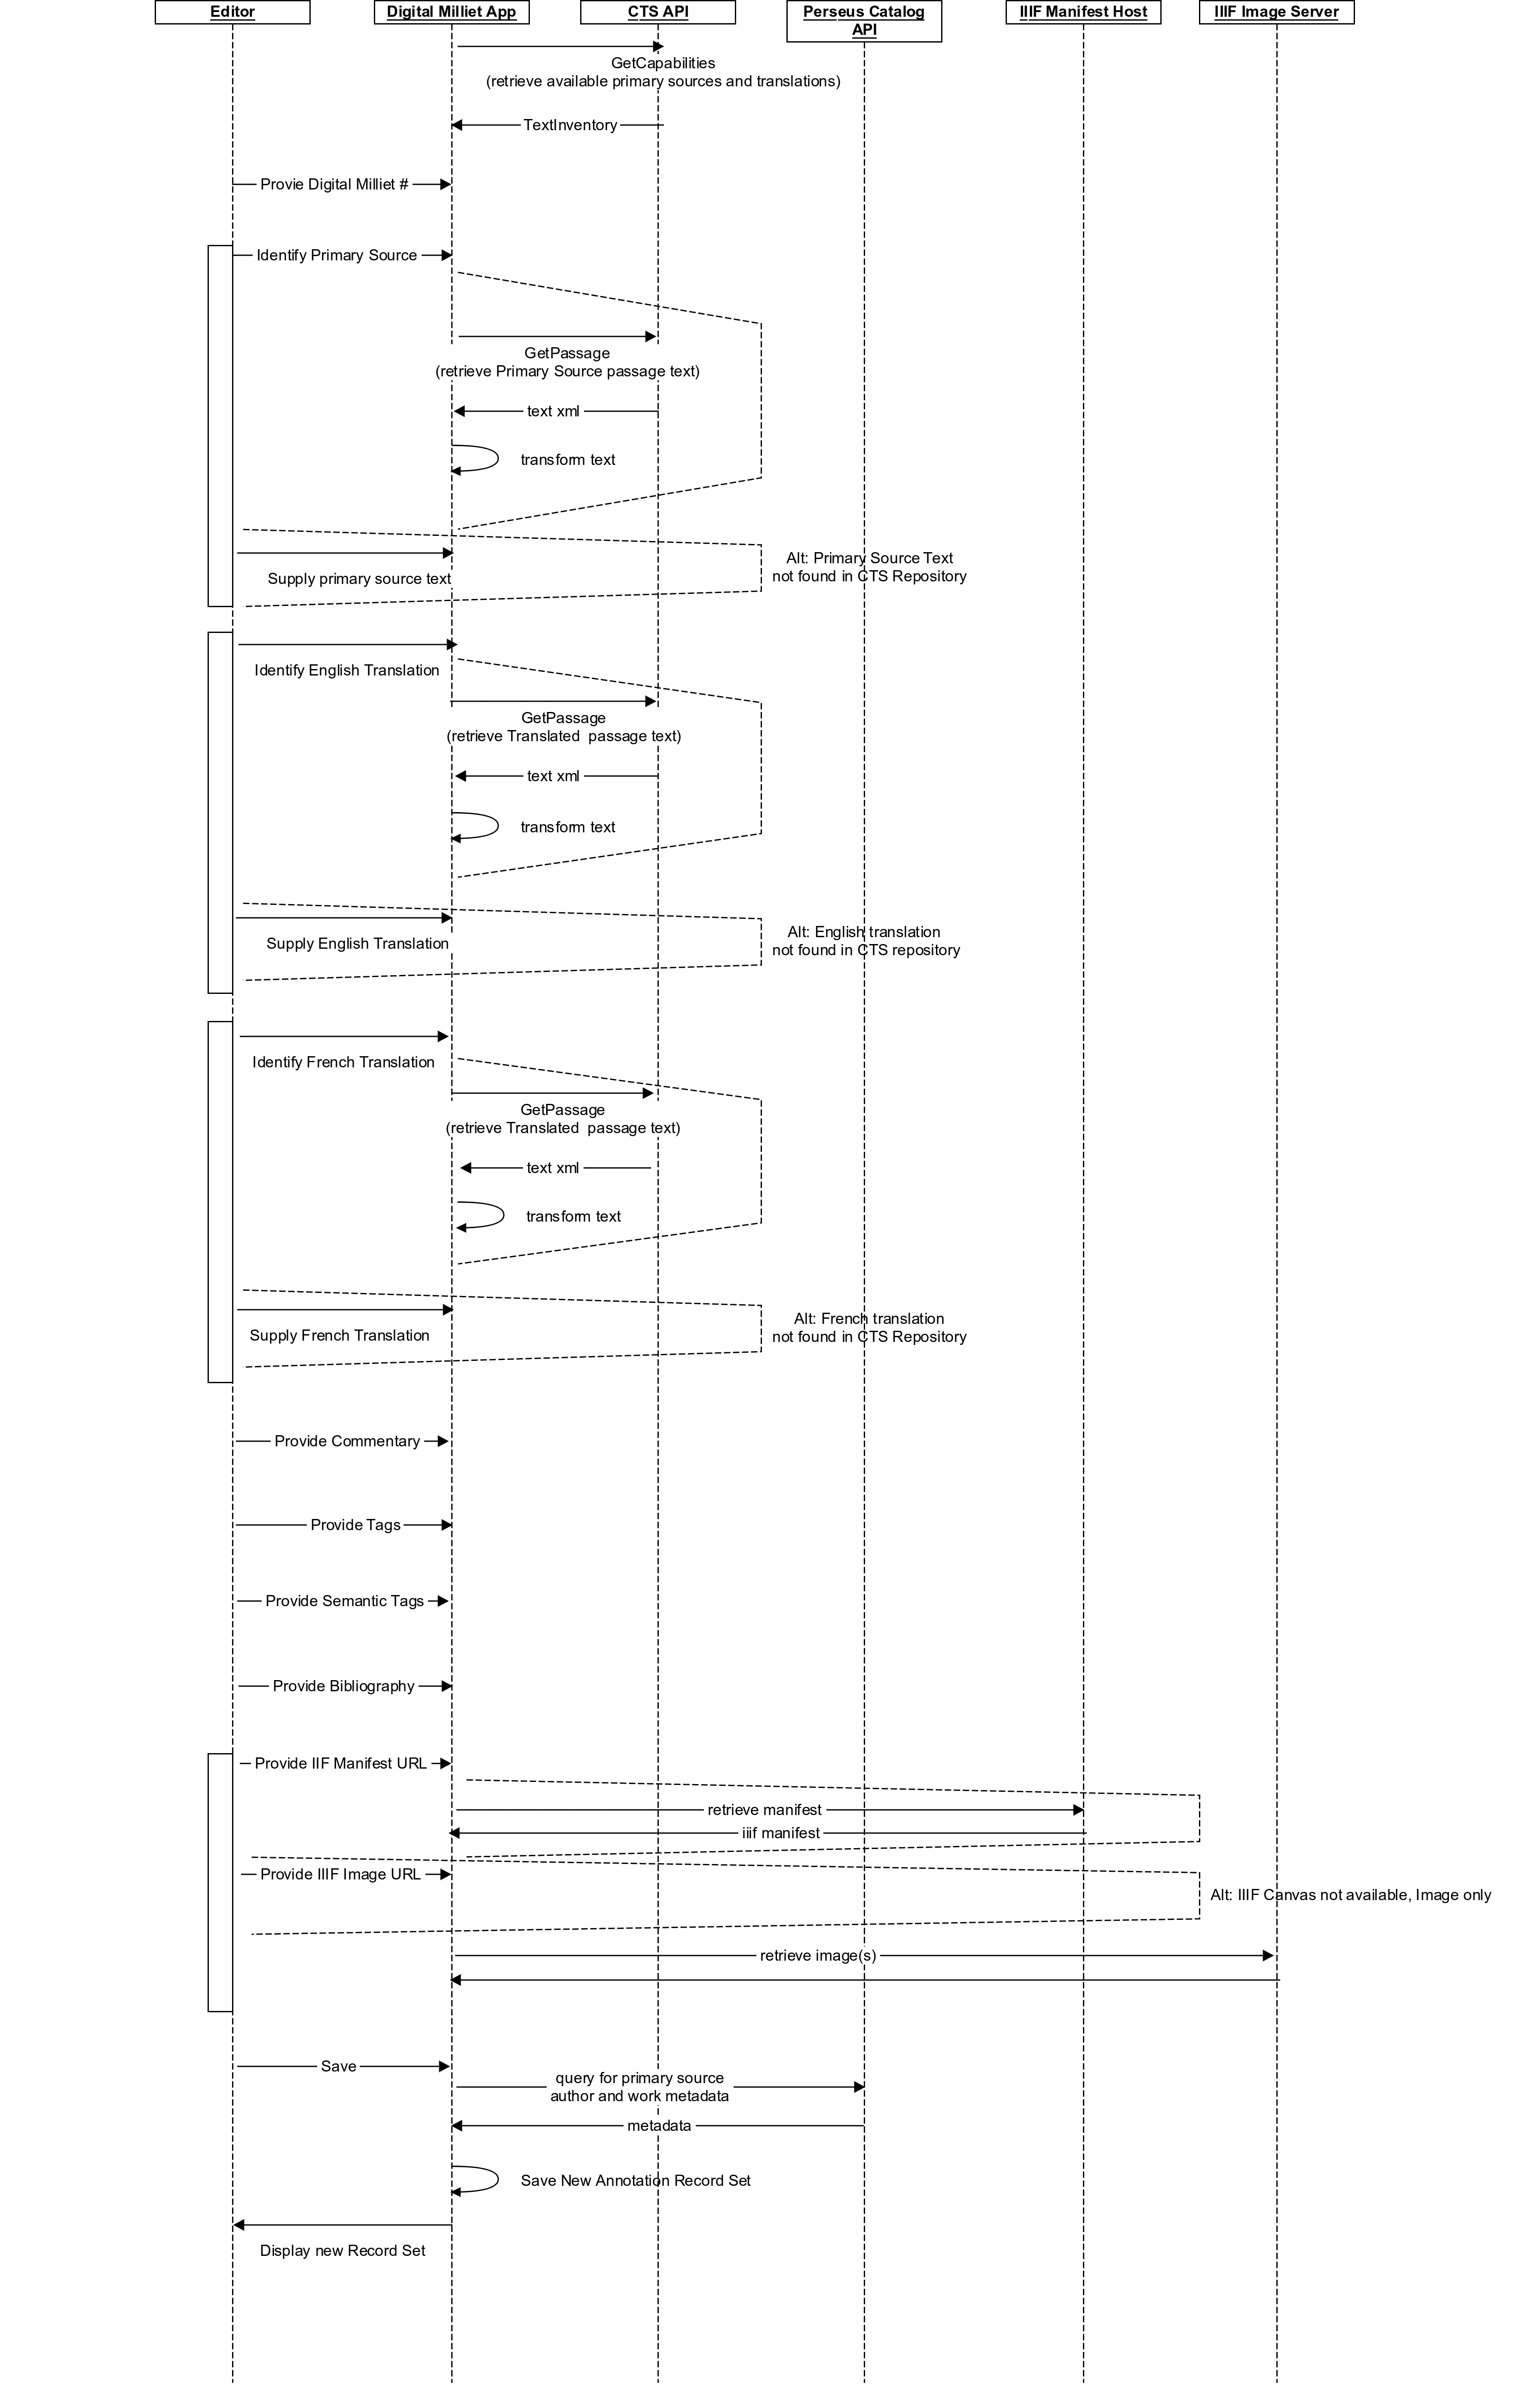 Editor
Digital Milliet App
CTS API
Perseus Catalog
API
IIIF Manifest Host
IIIF Image Server
GetCapabilities
(retrieve available primary sources and translations)
TextInventory
Provie Digital Milliet #
Identify Primary Source
GetPassage
(retrieve Primary Source passage text)
text xml
transform text
Alt: Primary Source Text
not found in CTS Repository
Supply primary source text
Identify English Translation
GetPassage
(retrieve Translated  passage text)
text xml
transform text
Alt: English translation
not found in CTS repository
Supply English Translation
Identify French Translation
GetPassage
(retrieve Translated  passage text)
text xml
transform text
Alt: French translation
not found in CTS Repository
Supply French Translation
Provide Commentary
Provide Tags
Provide Semantic Tags
Provide Bibliography
Provide IIF Manifest URL
retrieve manifest
iiif manifest
Provide IIIF Image URL
Alt: IIIF Canvas not available, Image only
retrieve image(s)
Save
query for primary source
author and work metadata
metadata
Save New Annotation Record Set
Display new Record Set